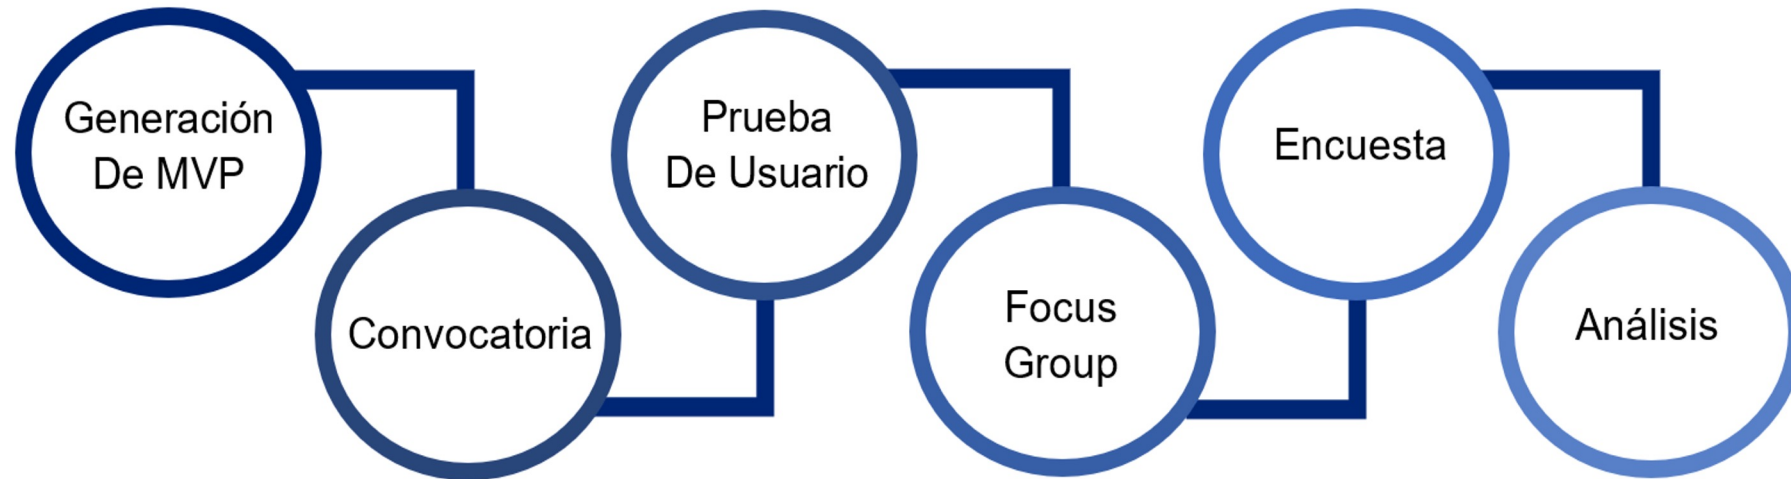 Generación
De MVP
Convocatoria
Prueba
De Usuario
Focus
Group
Encuesta
Análisis